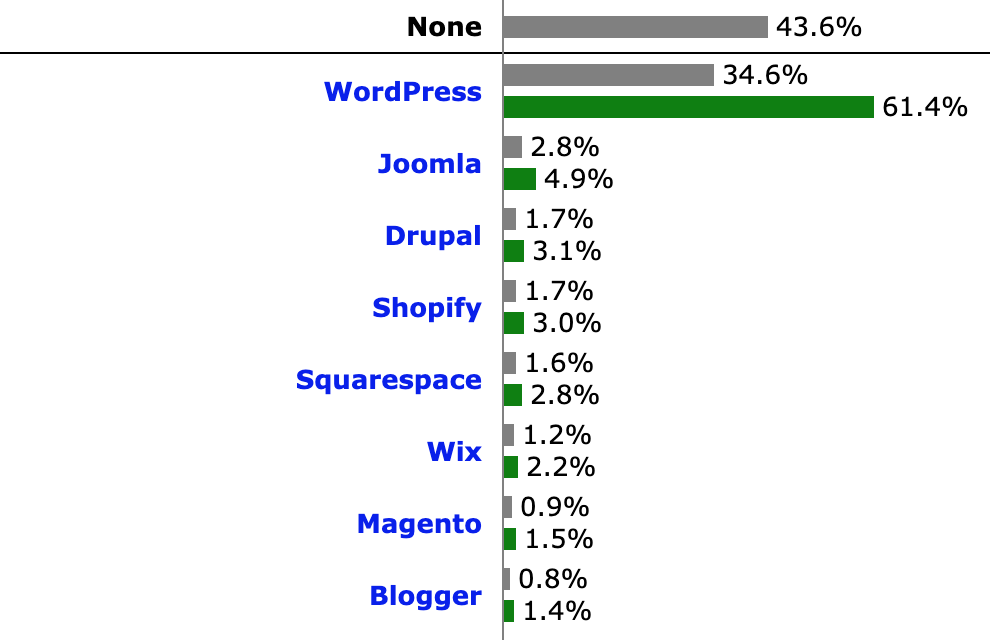 None 43.6%
WordPress 34.6%
61.4%
Joomla 2.8%
4.9%
Drupal 1.7%
3.1%
Shopify 1.7%
3.0%
Squarespace 1.6%
2.8%
Wix 1.2%
2.2%
Magento 0.9%
1.5%
Blogger 0.8%
1.4%